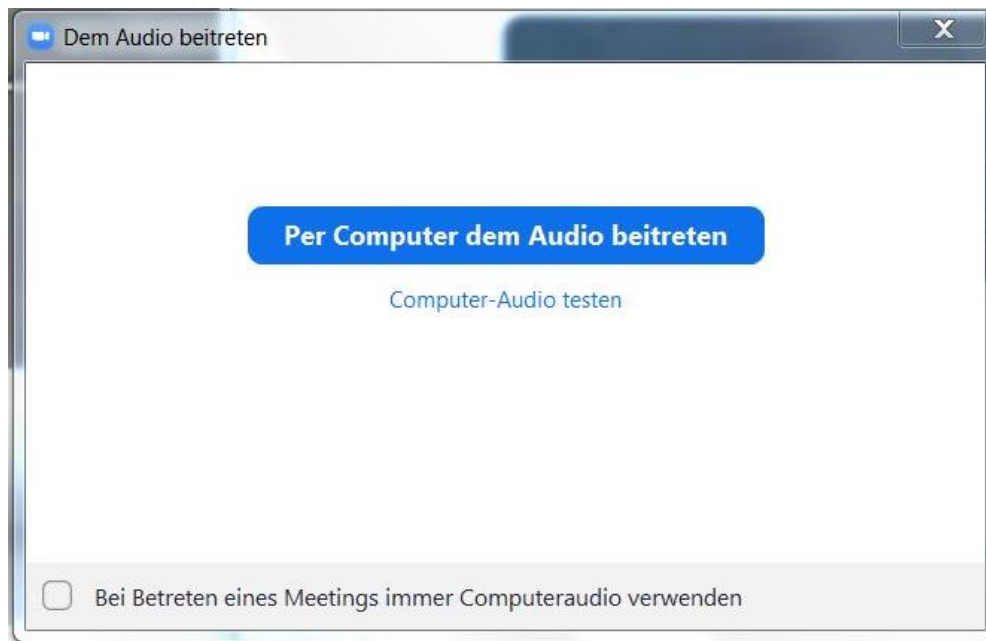 Dem Audio beitreten
Per Computer dem Audio beitreten
Computer-Audio testen
Bei Betreten eines Meetings immer Computeraudio verwenden